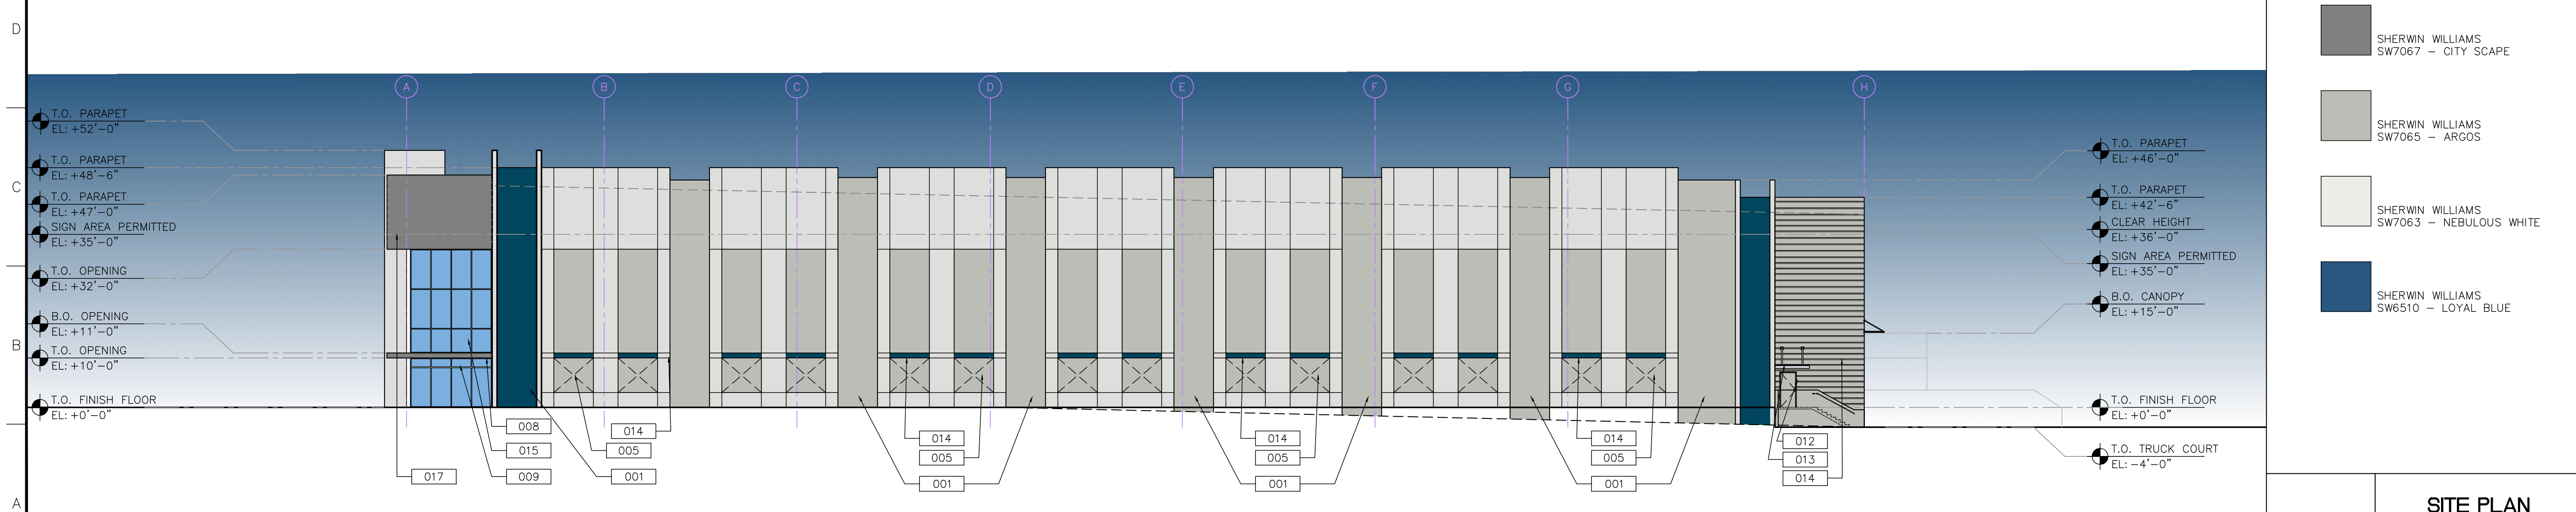 D
C
B
A
A
B
C
D
E
F
G
H
T.O. PARAPET
EL: +52'-0"
T.O. PARAPET
EL: +48'-6"
T.O. PARAPET
EL: +47'-0"
SIGN AREA PERMITTED
EL: +35'-0"
T.O. OPENING
EL: +32'-0"
B.O. OPENING
EL: +11'-0"
T.O. OPENING
EL: +10'-0"
T.O. FINISH FLOOR
EL: +0'-0"
T.O. PARAPET
EL: +46'-0"
T.O. PARAPET
EL: +42'-6"
CLEAR HEIGHT
EL: +36'-0"
SIGN AREA PERMITTED
EL: +35'-0"
B.O. CANOPY
EL: +15'-0"
T.O. FINISH FLOOR
EL: +0'-0"
T.O. TRUCK COURT
EL: -4'-0"
017
008
015
009
014
005
001
014
005
001
014
005
001
014
005
001
012
013
014
SHERWIN WILLIAMS
SW7067 - CITY SCAPE
SHERWIN WILLIAMS
SW7065 - ARGOS
SHERWIN WILLIAMS
SW7063 - NEBULOUS WHITE
SHERWIN WILLIAMS
SW6510 - LOYAL BLUE
SITE PLAN